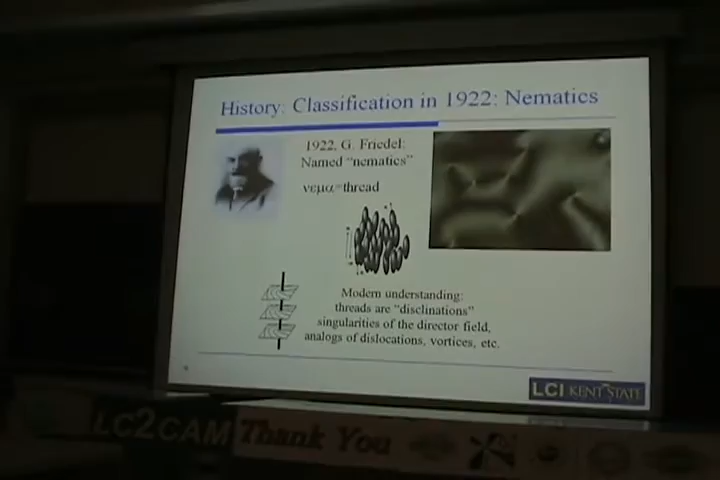 History: Classification in 1922: Nematics
1922, G. Friedel:
Named "nematics"
νεμα=thread
Modern understanding:
threads are "disclinations"
singularities of the director field,
analogs of dislocations, vortices, etc.
LCI KENT STATE
LC2CAM Thank You